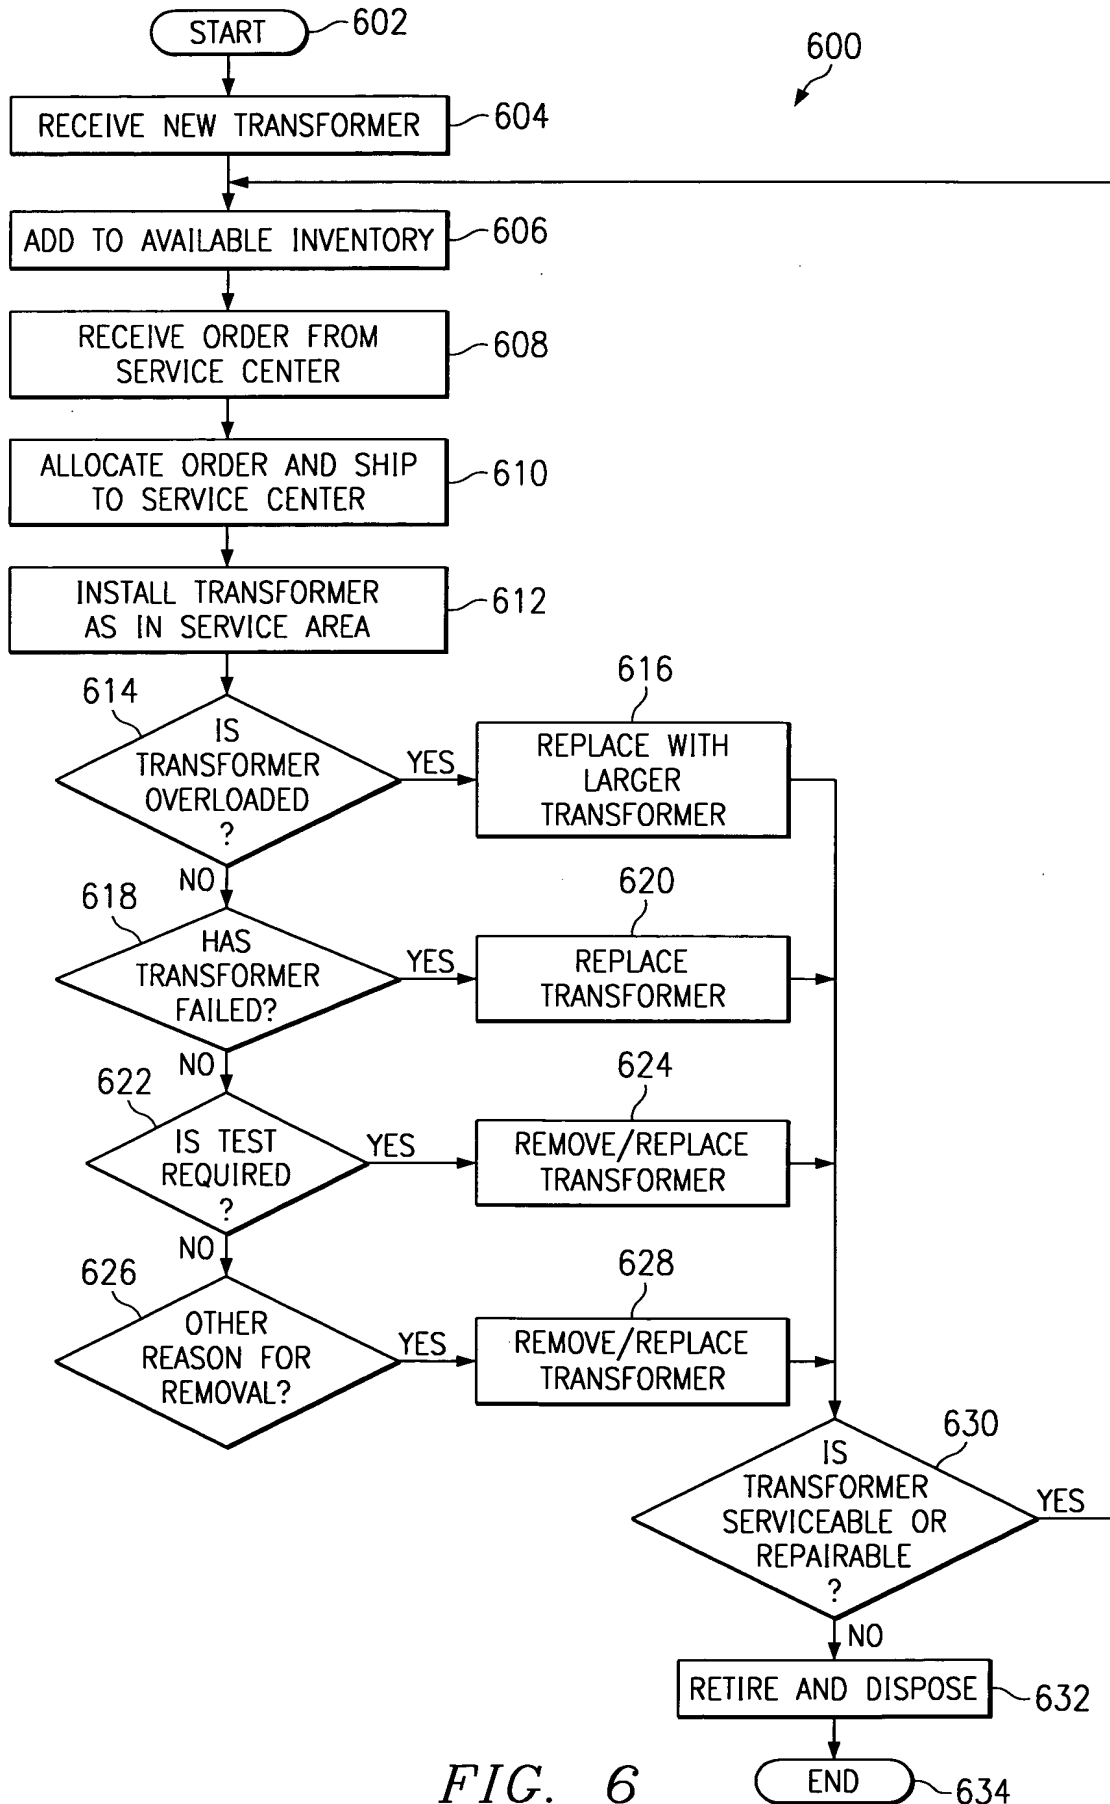 START
602
600
RECEIVE NEW TRANSFORMER
604
ADD TO AVAILABLE INVENTORY
606
RECEIVE ORDER FROM
SERVICE CENTER
608
ALLOCATE ORDER AND SHIP
TO SERVICE CENTER
610
INSTALL TRANSFORMER
AS IN SERVICE AREA
612
614
IS
TRANSFORMER
OVERLOADED
?
YES
616
REPLACE WITH
LARGER
TRANSFORMER
NO
618
HAS
TRANSFORMER
FAILED?
YES
620
REPLACE
TRANSFORMER
NO
622
IS TEST
REQUIRED
?
YES
624
REMOVE/REPLACE
TRANSFORMER
NO
626
OTHER
REASON FOR
REMOVAL?
YES
628
REMOVE/REPLACE
TRANSFORMER
630
IS
TRANSFORMER
SERVICEABLE OR
REPAIRABLE
?
YES
NO
RETIRE AND DISPOSE
632
END
634
FIG. 6